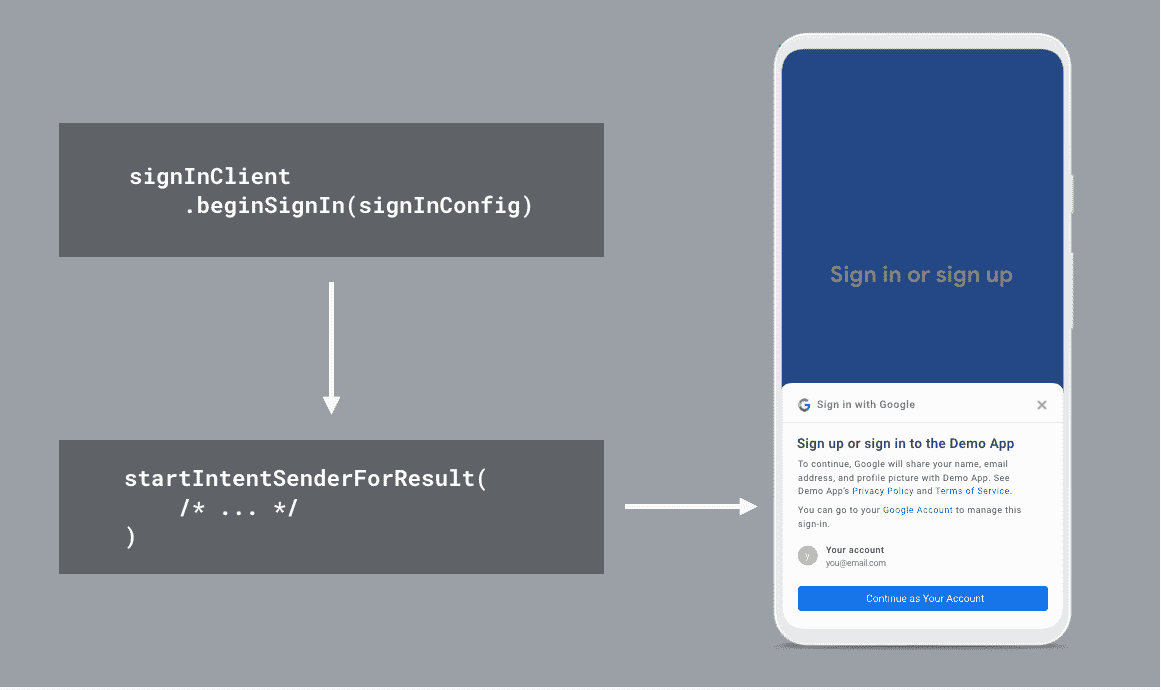 signInClient
.beginSignIn(signInConfig)
startIntentSenderForResult(
/* ... */
)
Sign in or sign up
G Sign in with Google
Sign up or sign in to the Demo App
To continue, Google will share your name, email
address, and profile picture with Demo App. See
Demo App's Privacy Policy and Terms of Service.
You can go to your Google Account to manage this
sign-in.
y
Your account
you@email.com
Continue as Your Account